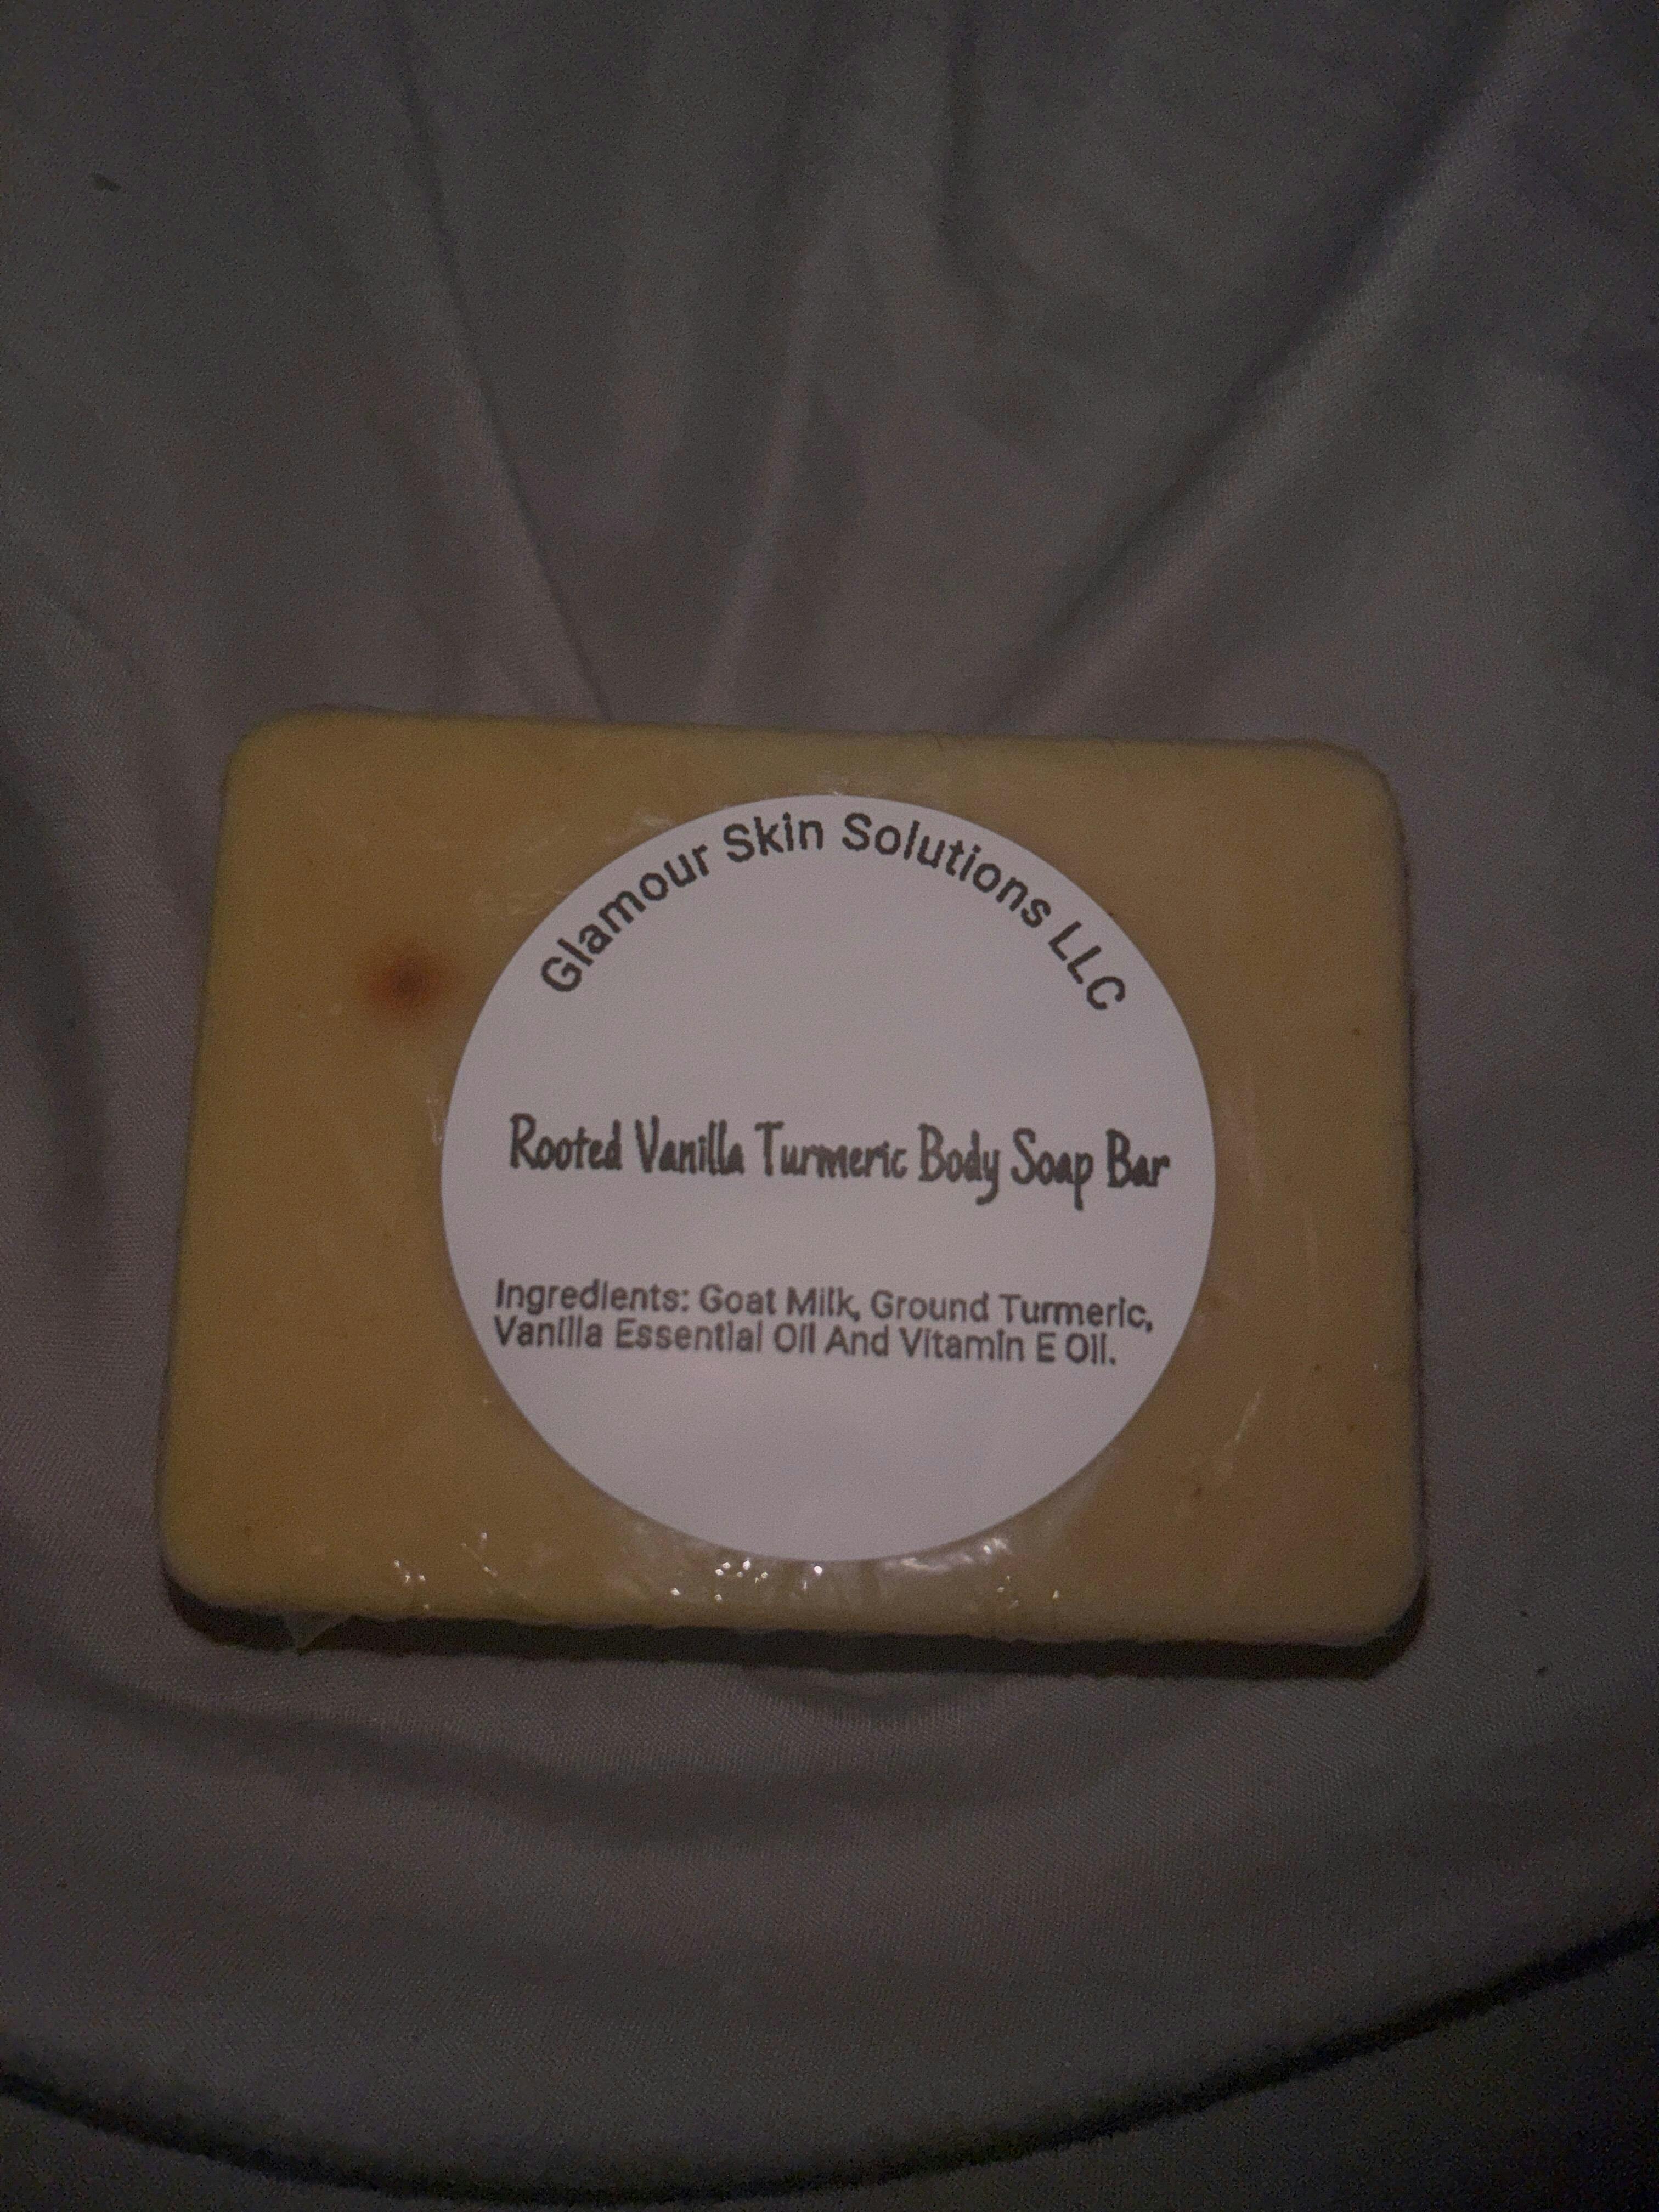 Glamour Skin Solutions LLC
Rooted Vanilla Turmeric Body Soap Bar
Ingredients: Goat Milk, Ground Turmeric,
Vanilla Essential Oil And Vitamin E Oil.